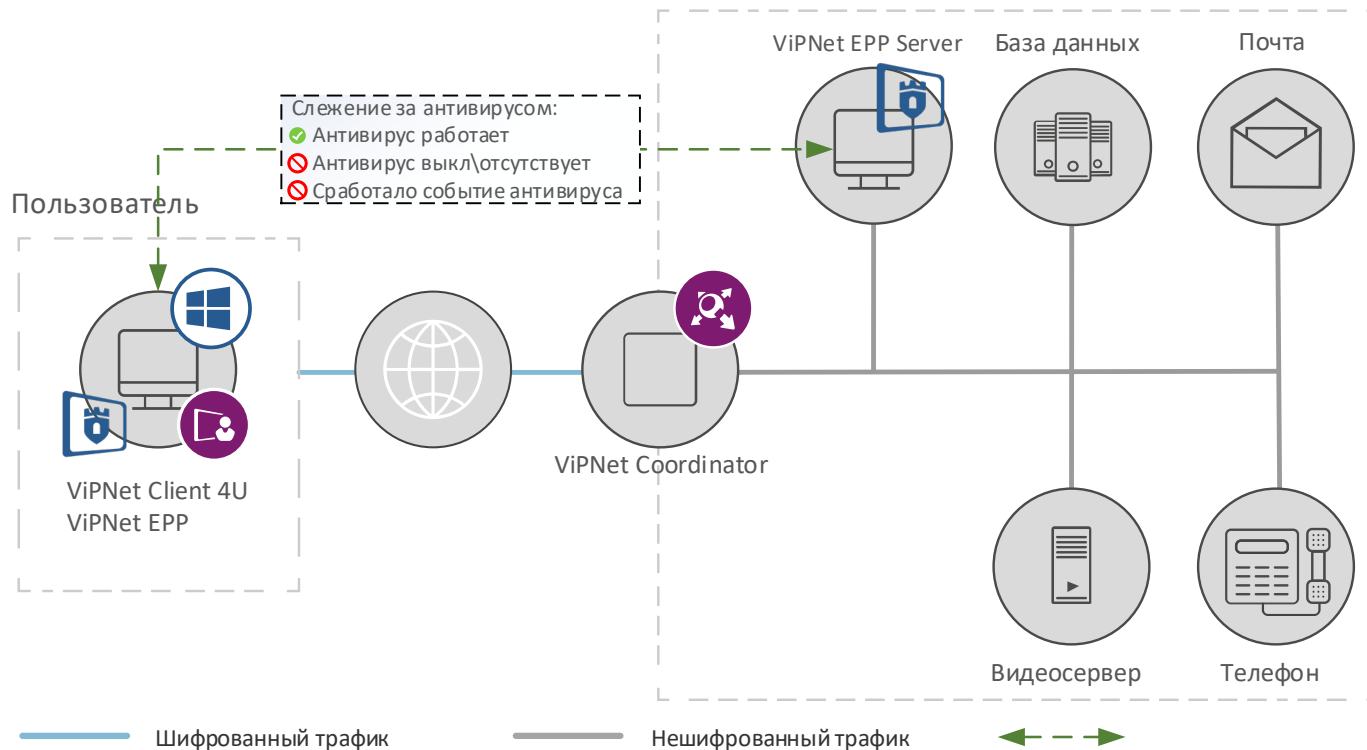 ViPNet EPP Server
База данных
Почта
Слежение за антивирусом:
Антивирус работает
Антивирус выкл\отсутствует
Сработало событие антивируса
Пользователь
ViPNet Client 4U
ViPNet EPP
ViPNet Coordinator
Видеосервер
Телефон
Шифрованный трафик
Нешифрованный трафик